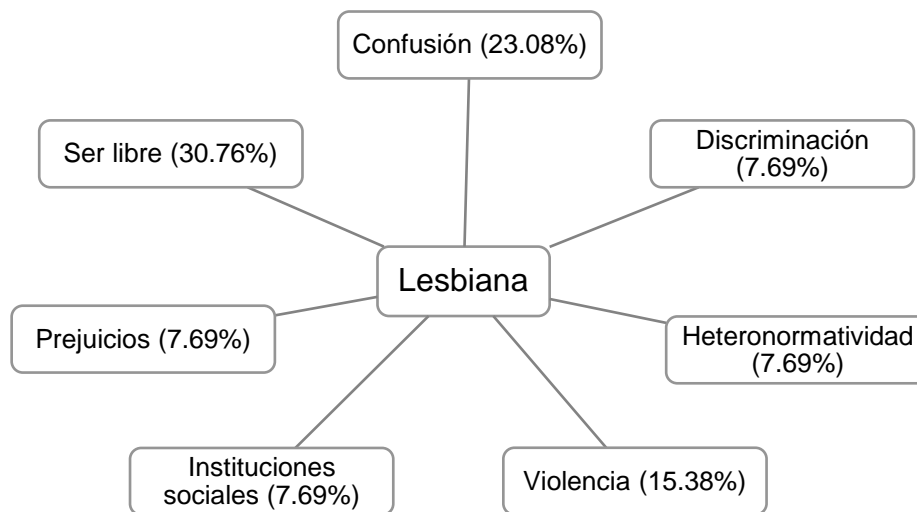 Confusión (23.08%)
Ser libre (30.76%)
Discriminación
(7.69%)
Lesbiana
Prejuicios (7.69%)
Heteronormatividad
(7.69%)
Instituciones
sociales (7.69%)
Violencia (15.38%)